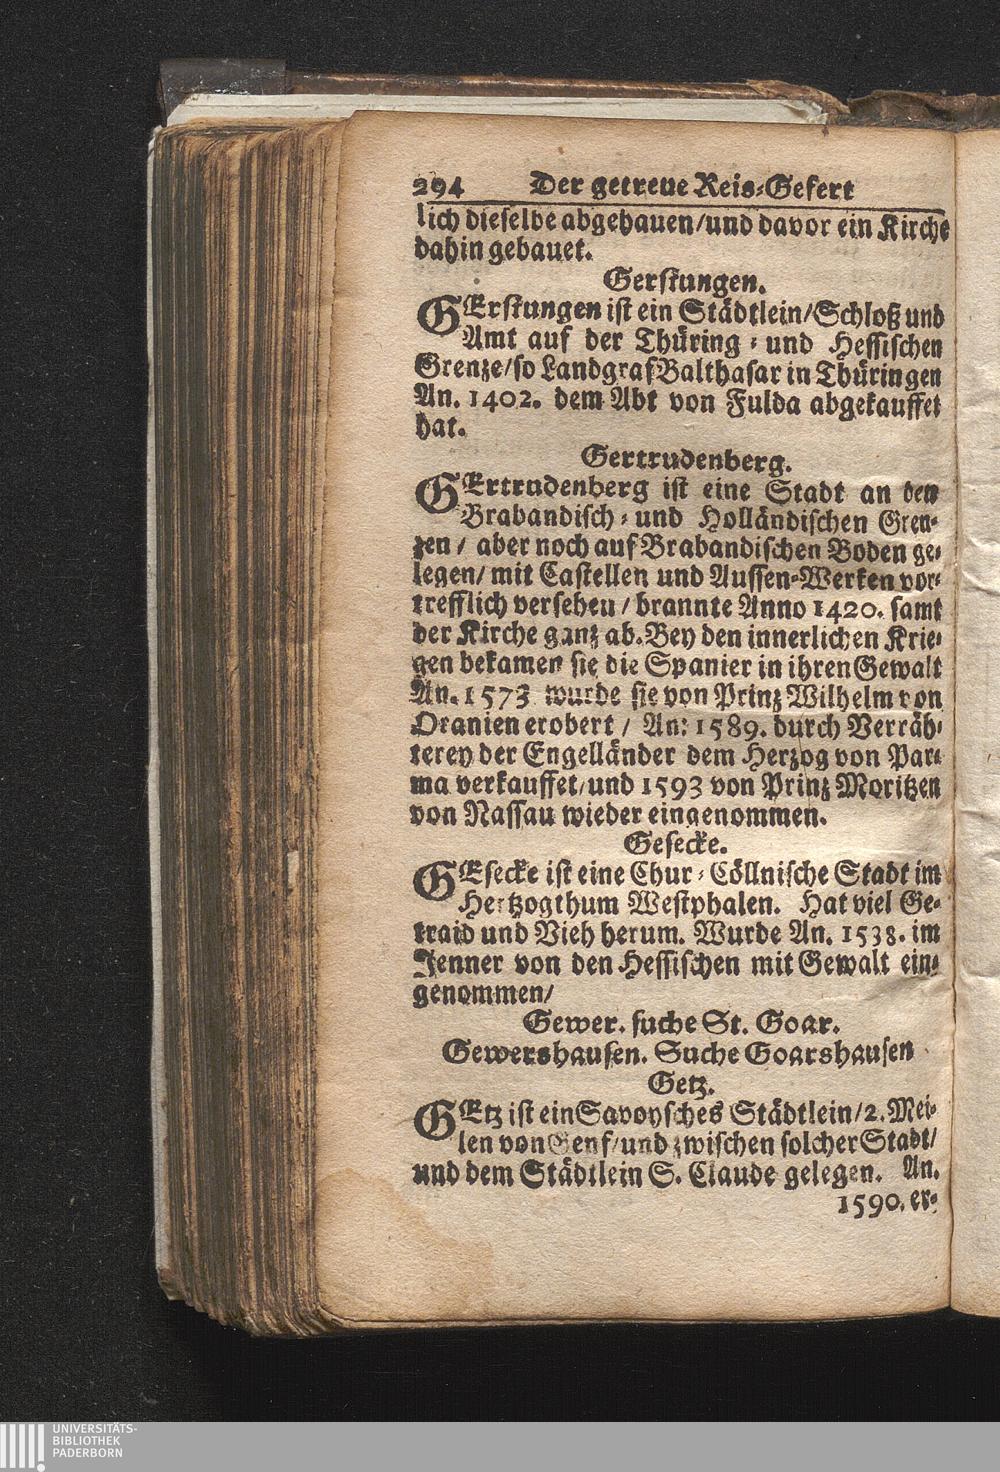 294 Der getreue Reis-Gefert
lich dieselbe abgehauen/und davor ein Kirche
dahin gebauet.
Gerstungen.
GErstungen ist ein Städtlein/Schloß und
Amt auf der Thüring- und Hessischen
Grenze/so Landgraf Balthasar in Thüringen
An. 1402. dem Abt von Fulda abgekauffet
hat.
Gertrudenberg.
GErtrudenberg ist eine Stadt an den
Brabandisch- und Holländischen Gren-
zen / aber noch auf Brabandischen Boden ge-
legen/ mit Castellen und Aussen-Werken vor-
trefflich versehen / brannte Anno 1420. samt
der Kirche ganz ab. Bey den innerlichen Krie-
gen bekamen sie die Spanier in ihren Gewalt
An. 1573 wurde sie von Prinz Wilhelm von
Oranien erobert / An: 1589. durch Verräh-
terey der Engelländer dem Herzog von Par-
ma verkauffet/und 1593 von Prinz Moritzen
von Nassau wieder eingenommen.
Gesecke.
GEsecke ist eine Chur-Cöllnische Stadt im
Hertzogthum Westphalen. Hat viel Ge-
traid und Vieh herum. Wurde An. 1538. im
Jenner von den Hessischen mit Gewalt ein-
genommen/
Gewer. suche St. Goar.
Gewershausen. Suche Goarshausen
Getz.
GEtz ist ein Savoysches Städtlein/2. Mei-
len von Genf/und zwischen solcher Stadt/
und dem Städtlein S. Claude gelegen. An.
1590. er-
UNIVERSITÄTS-
BIBLIOTHEK
PADERBORN